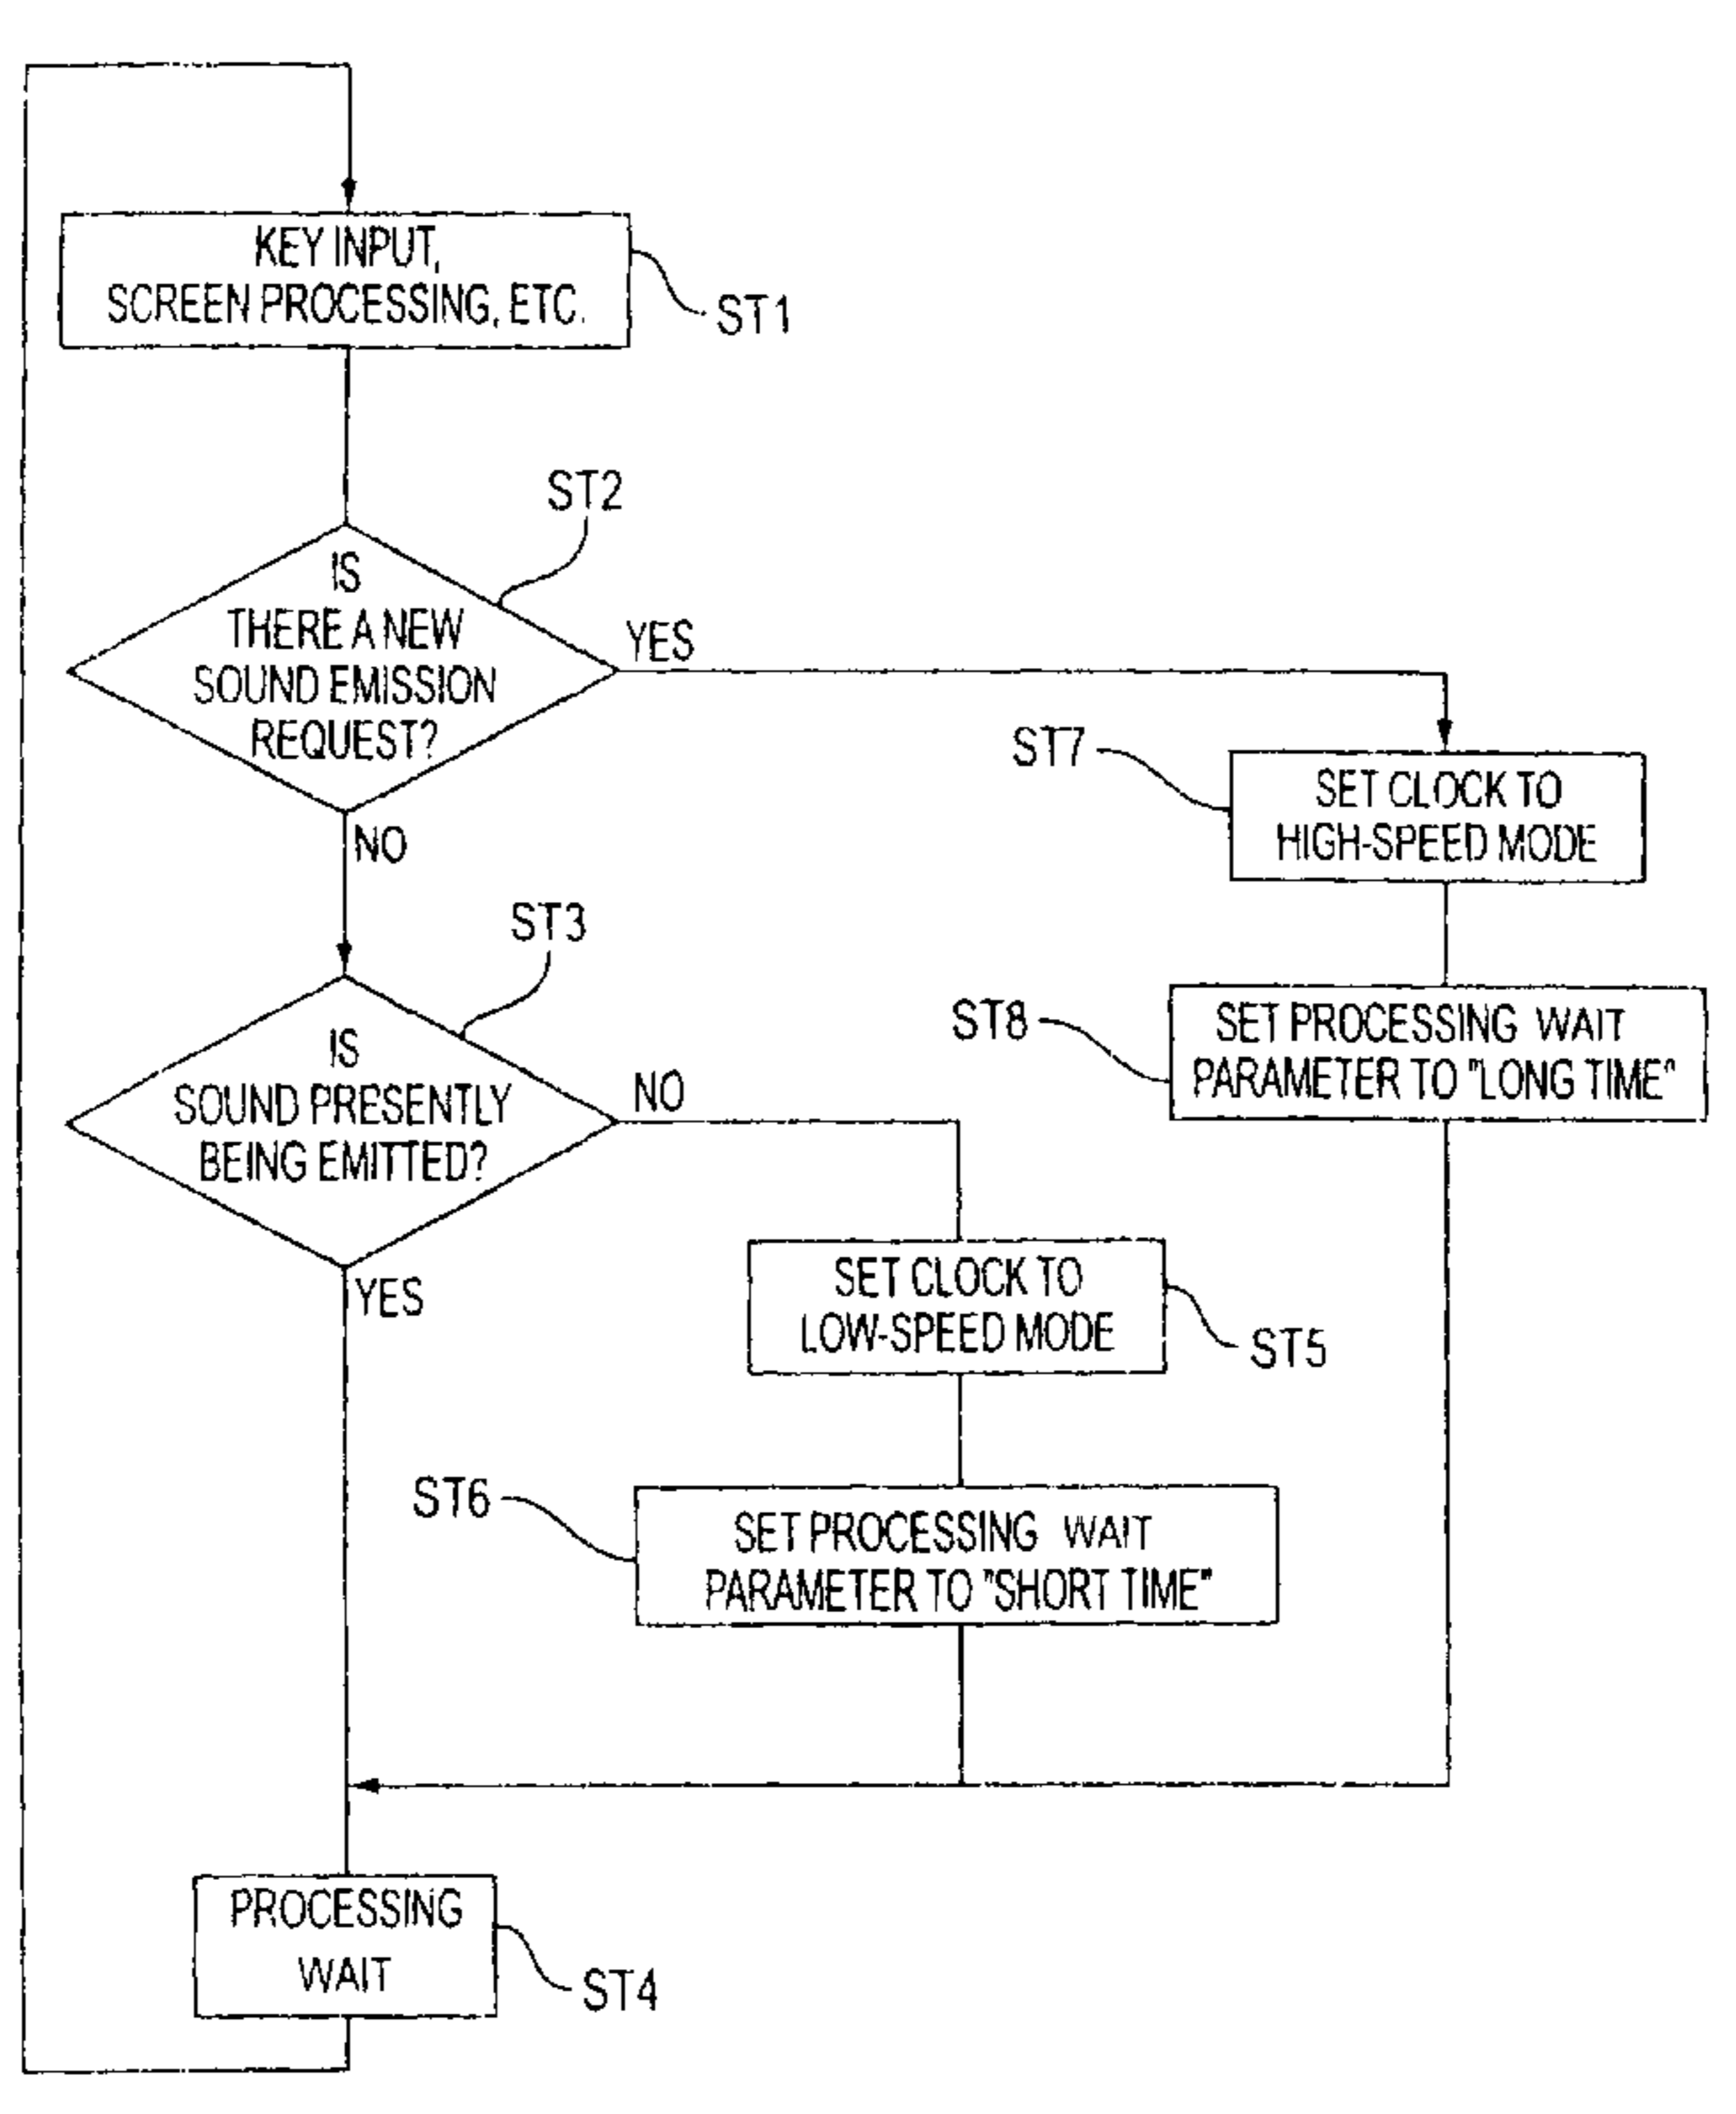 KEY INPUT,
SCREEN PROCESSING, ETC.
ST1
ST2
IS
THERE A NEW
SOUND EMISSION
REQUEST?
YES
NO
ST7
SET CLOCK TO
HIGH-SPEED MODE
ST3
IS
SOUND PRESENTLY
BEING EMITTED?
NO
YES
ST8
SET PROCESSING WAIT
PARAMETER TO "LONG TIME"
SET CLOCK TO
LOW-SPEED MODE
ST5
ST6
SET PROCESSING WAIT
PARAMETER TO "SHORT TIME"
PROCESSING
WAIT
ST4